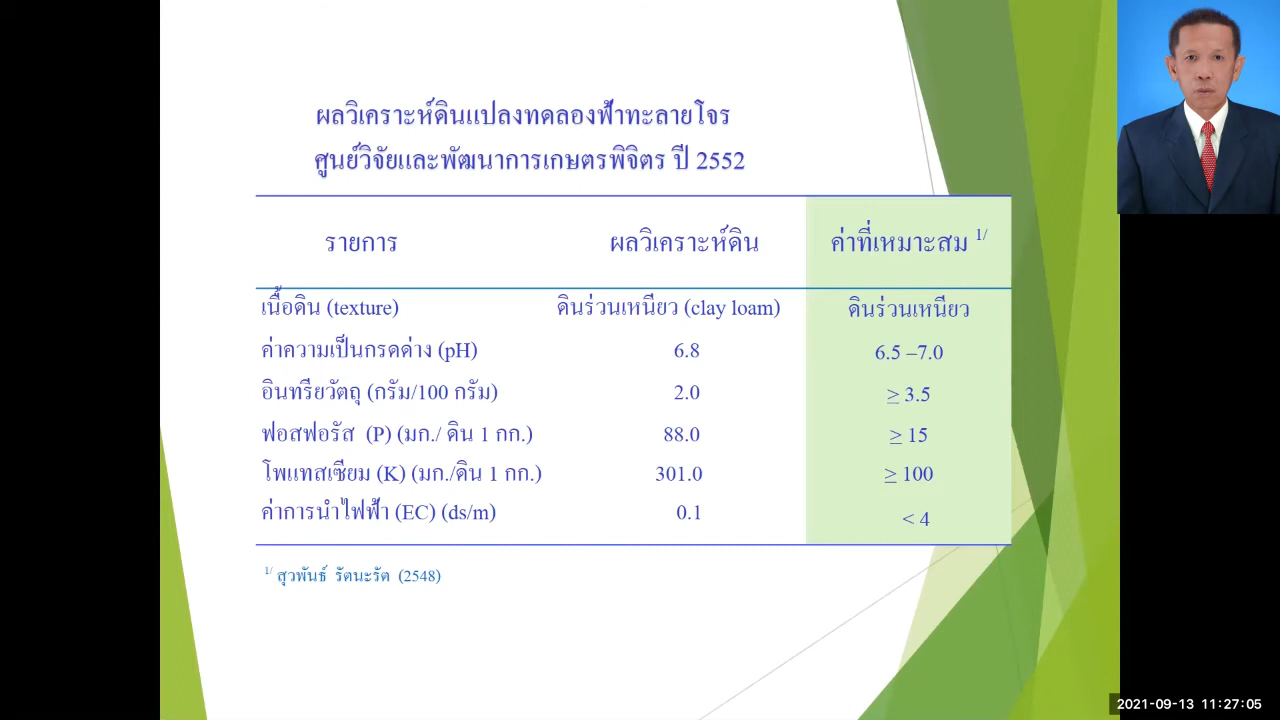 ผลวิเคราะห์ดินแปลงทดลองฟ้าทะลายโจร
ศูนย์วิจัยและพัฒนาการเกษตรพิจิตร ปี 2552
รายการ ผลวิเคราะห์ดิน ค่าที่เหมาะสม 1/
เนื้อดิน (texture) ดินร่วนเหนียว (clay loam) ดินร่วนเหนียว
ค่าความเป็นกรดด่าง (pH) 6.8 6.5 –7.0
อินทรียวัตถุ (กรัม/100 กรัม) 2.0 ≥ 3.5
ฟอสฟอรัส (P) (มก./ ดิน 1 กก.) 88.0 ≥ 15
โพแทสเซียม (K) (มก./ดิน 1 กก.) 301.0 ≥ 100
ค่าการนำไฟฟ้า (EC) (ds/m) 0.1 < 4
1/ สุวพันธ์ รัตนะรัต (2548)
2021-09-13 11:27:05